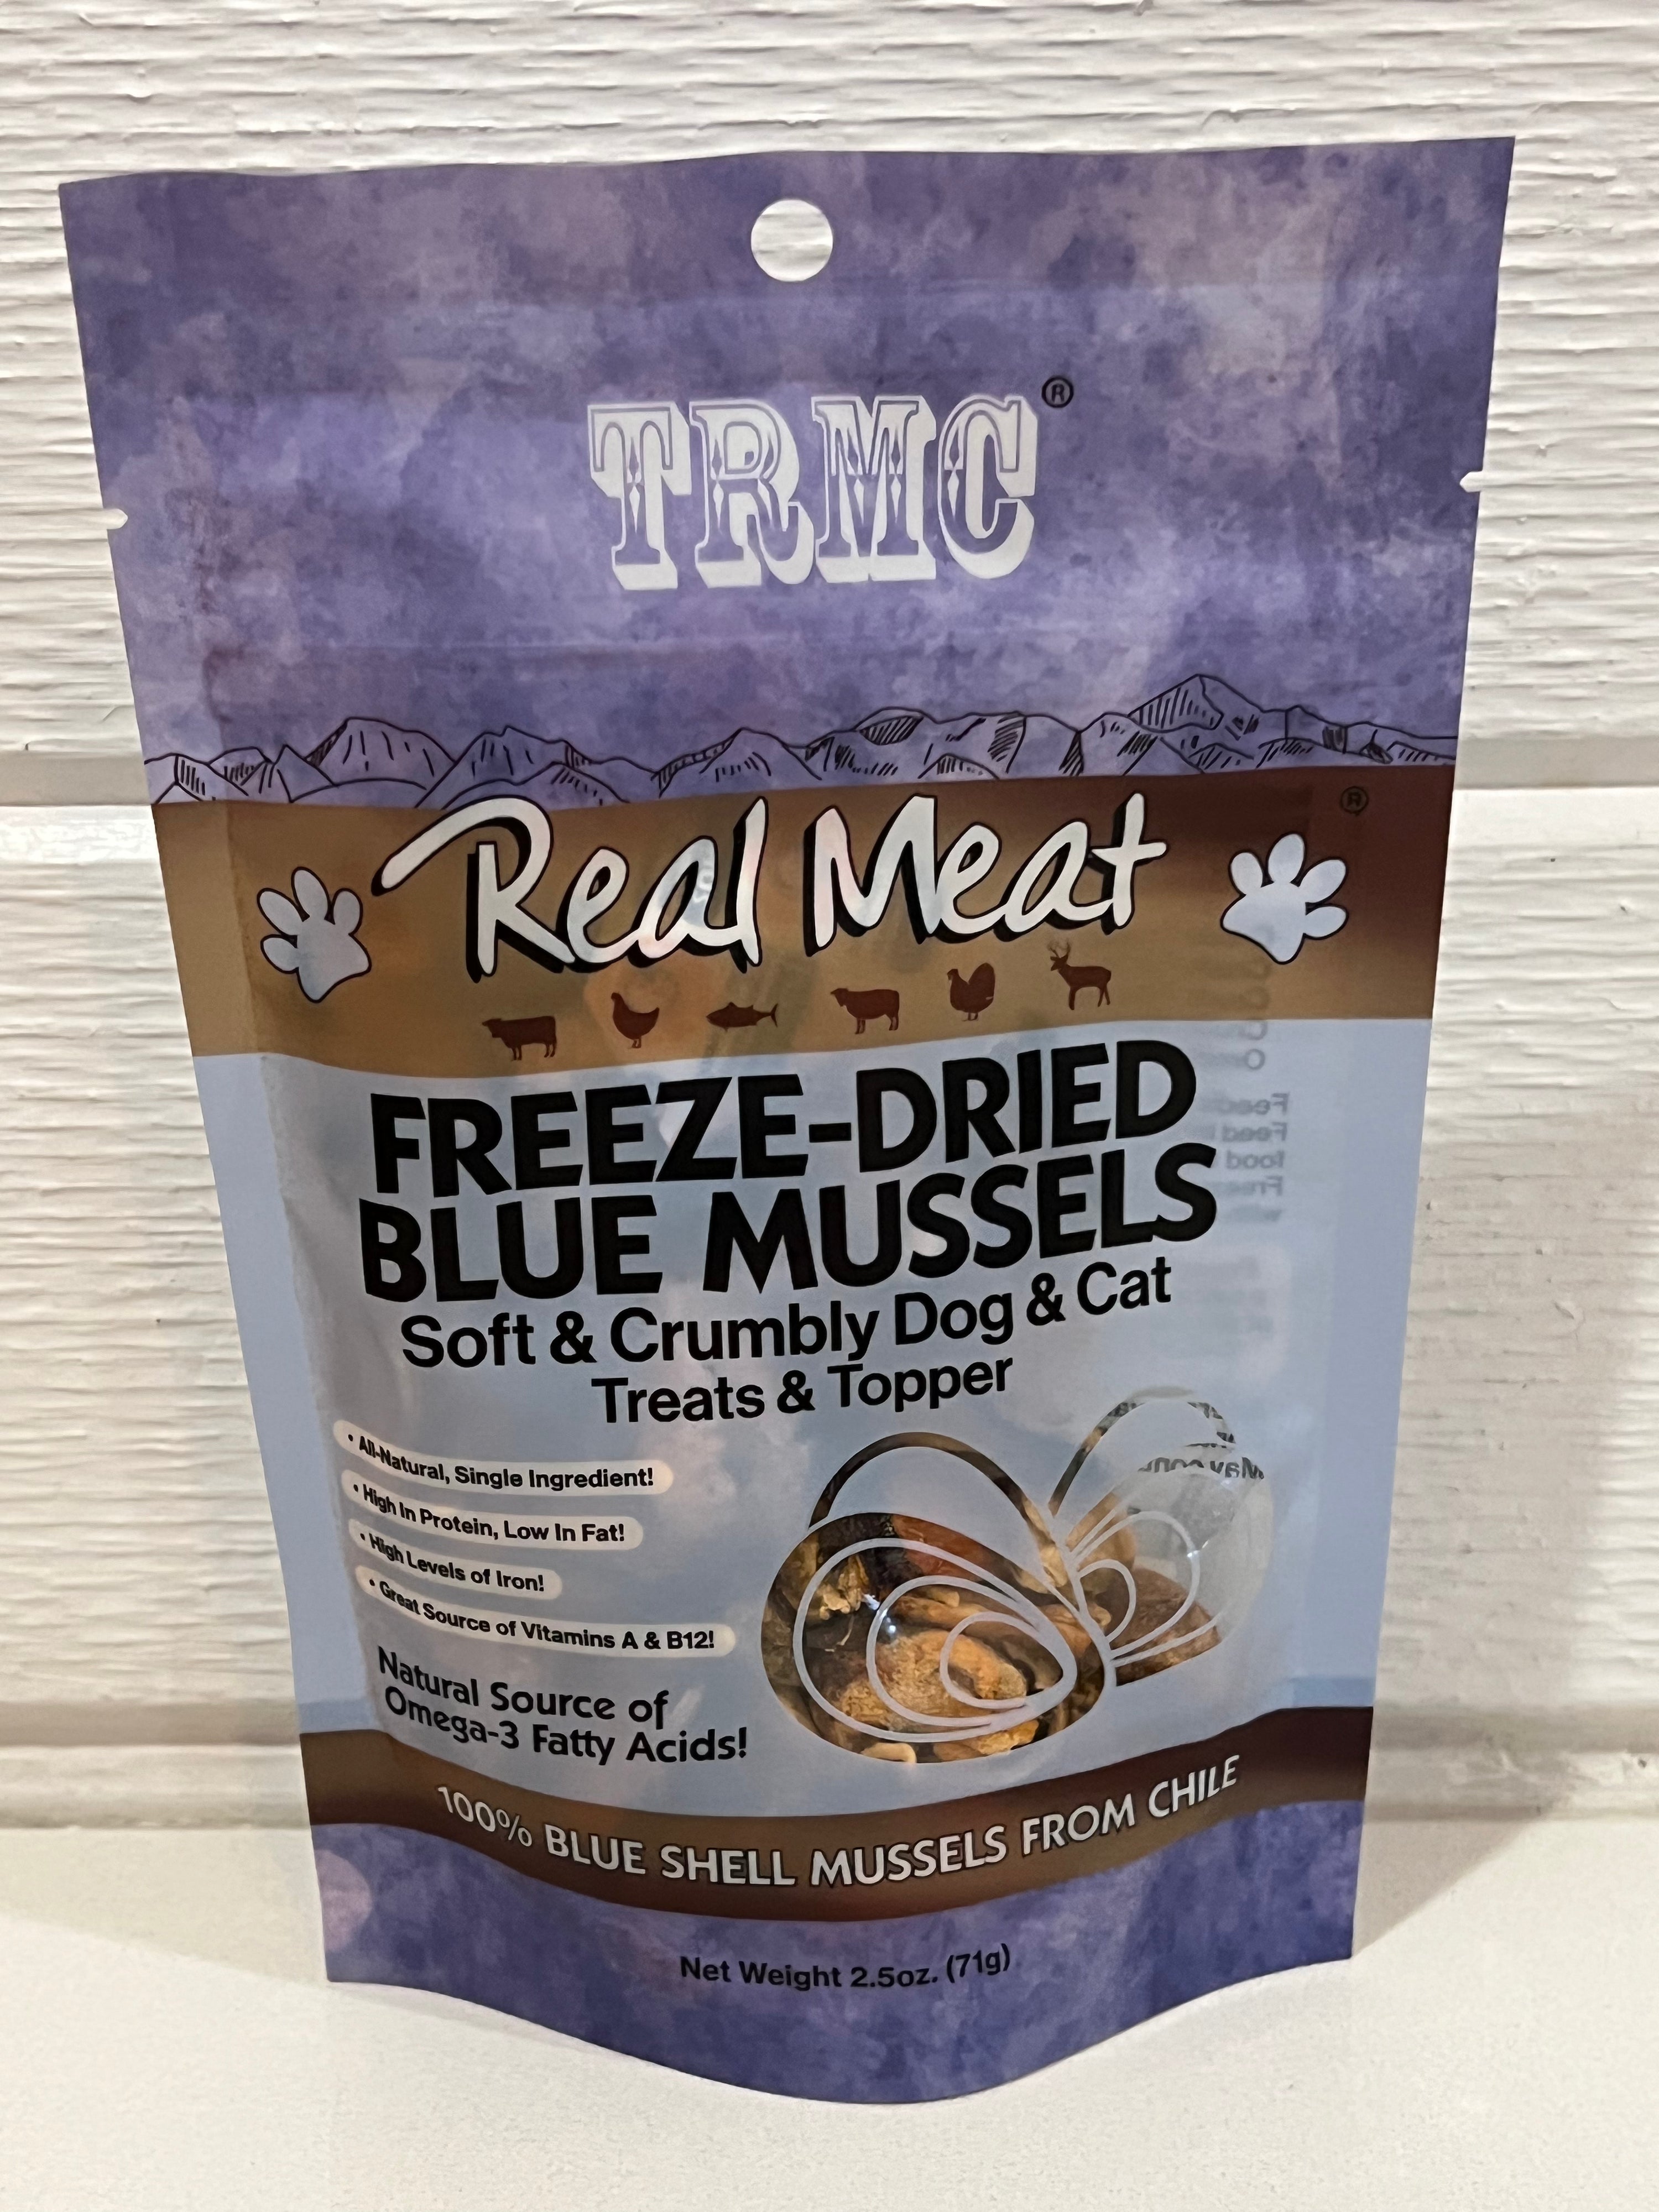 TRMC®
Real Meat®
FREEZE-DRIED
BLUE MUSSELS
Soft & Crumbly Dog & Cat
Treats & Topper
• All-Natural, Single Ingredient!
• High In Protein, Low In Fat!
• High Levels of Iron!
• Great Source of Vitamins A & B12!
Natural Source of
Omega-3 Fatty Acids!
100% BLUE SHELL MUSSELS FROM CHILE
Net Weight 2.5oz. (71g)